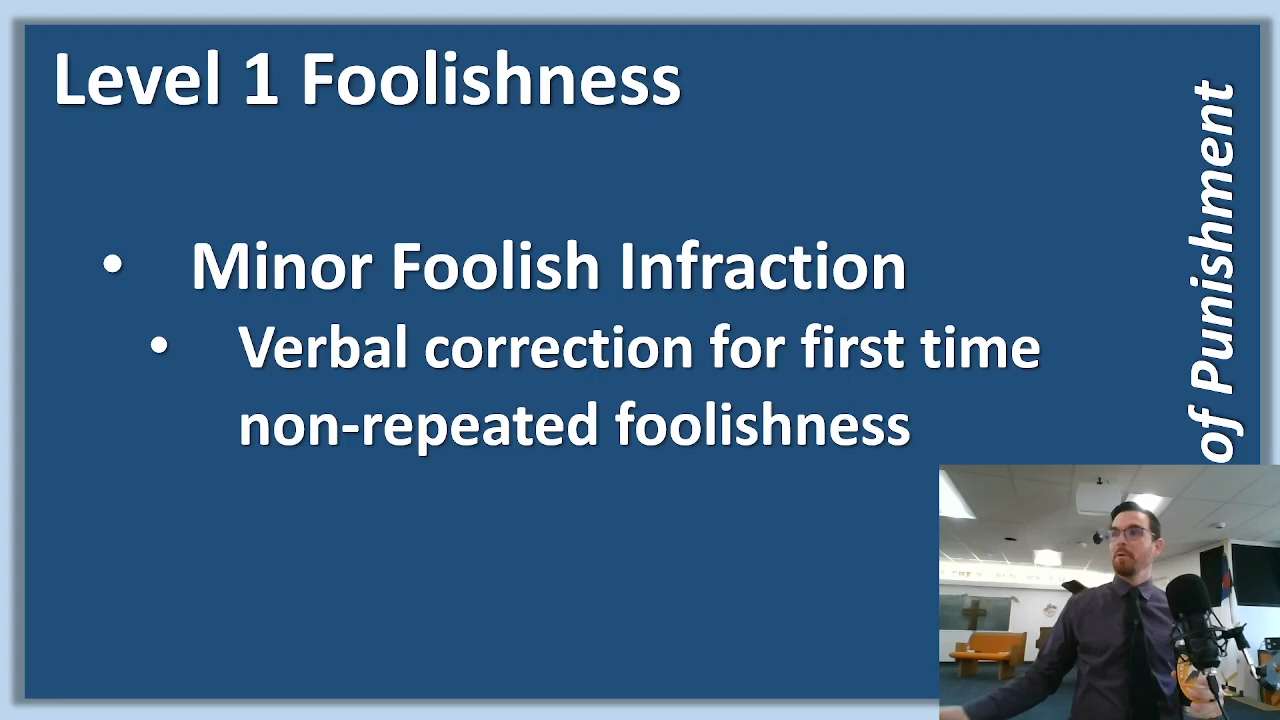 Level 1 Foolishness
• Minor Foolish Infraction
• Verbal correction for first time
non-repeated foolishness
of Punishment